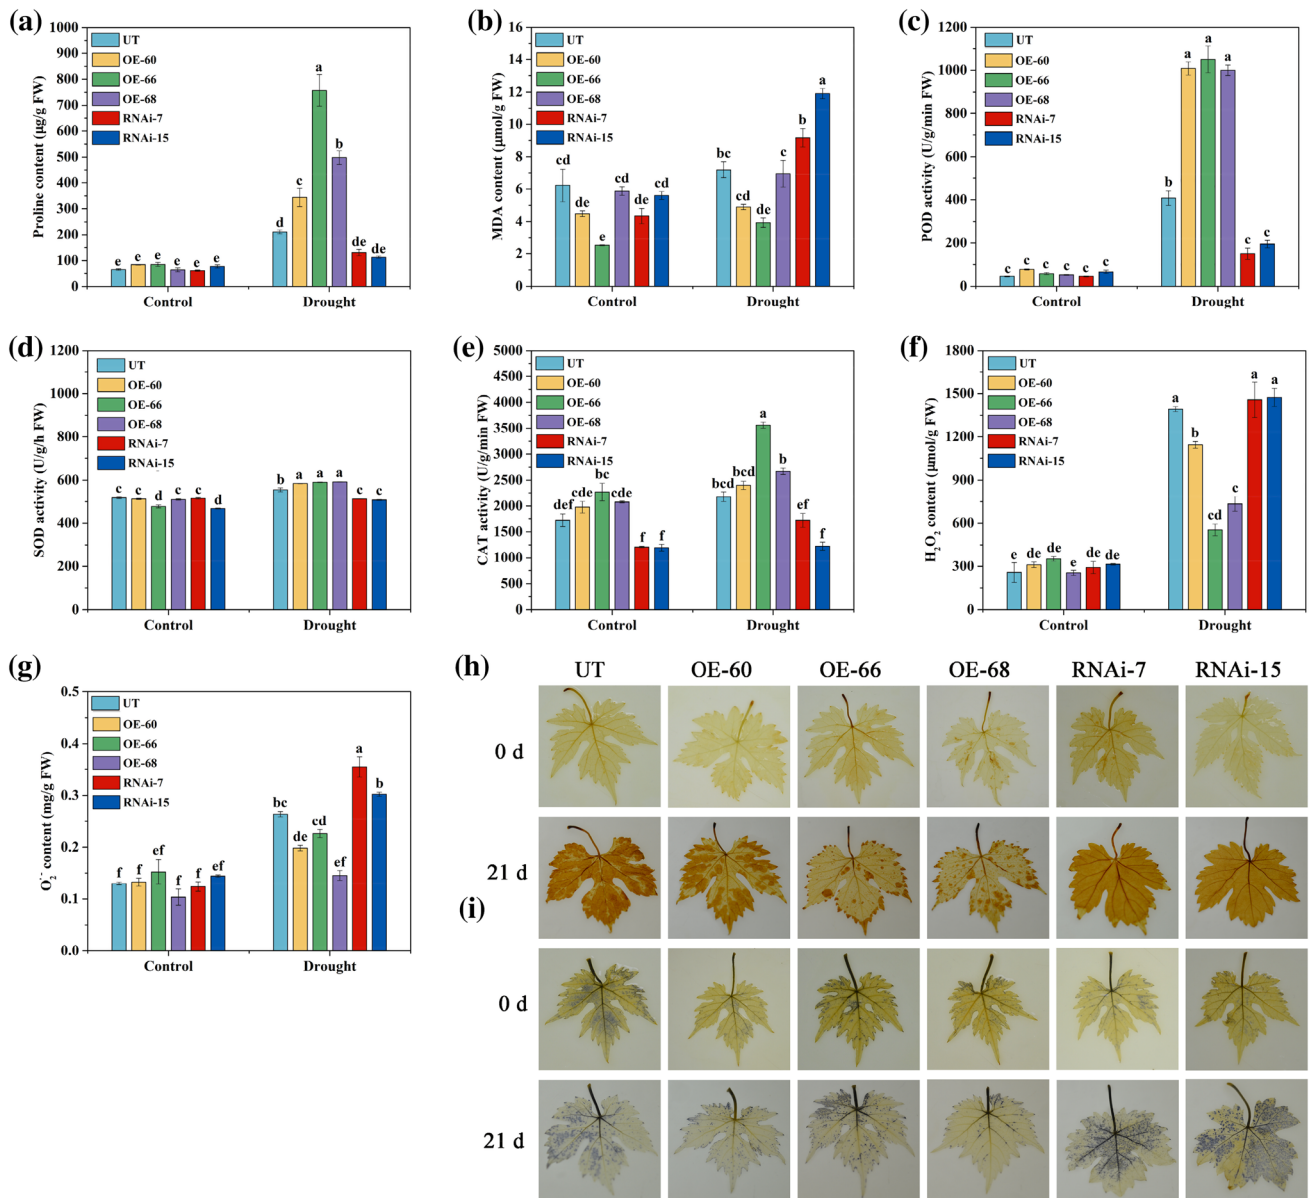 (a)
Proline content (μg/g FW)
1000
900
800
700
600
500
400
300
200
100
0
UT
OE-60
OE-66
OE-68
RNAi-7
RNAi-15
e e e e e e
d c a b de de
Control Drought
(b)
MDA content (μmol/g FW)
16
14
12
10
8
6
4
2
0
UT
OE-60
OE-66
OE-68
RNAi-7
RNAi-15
cd de e cd de cd
bc cd de c b a
Control Drought
(c)
POD activity (U/g/min FW)
1200
1000
800
600
400
200
0
UT
OE-60
OE-66
OE-68
RNAi-7
RNAi-15
c c c c c c
b a a a c c
Control Drought
(d)
SOD activity (U/g/h FW)
1200
1000
800
600
400
200
0
UT
OE-60
OE-66
OE-68
RNAi-7
RNAi-15
c c d c c d
b a a a c c
Control Drought
(e)
CAT activity (U/g/min FW)
5000
4500
4000
3500
3000
2500
2000
1500
1000
500
0
UT
OE-60
OE-66
OE-68
RNAi-7
RNAi-15
def cde c cde f f
bcd bcd a b ef f
Control Drought
(f)
H₂O₂ content (μmol/g FW)
1800
1500
1200
900
600
300
0
UT
OE-60
OE-66
OE-68
RNAi-7
RNAi-15
e de de e de de
a b cd c a a
Control Drought
(g)
O₂·⁻ content (mg/g FW)
0.5
0.4
0.3
0.2
0.1
0.0
UT
OE-60
OE-66
OE-68
RNAi-7
RNAi-15
f f ef f f ef
bc de cd ef a b
Control Drought
(h)
UT OE-60 OE-66 OE-68 RNAi-7 RNAi-15
0 d
21 d
(i)
0 d
21 d